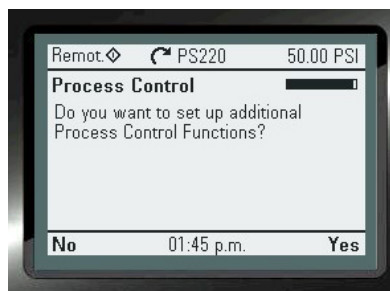 Remot. PS220 50.00 PSI
Process Control
Do you want to set up additional
Process Control Functions?
No 01:45 p.m. Yes